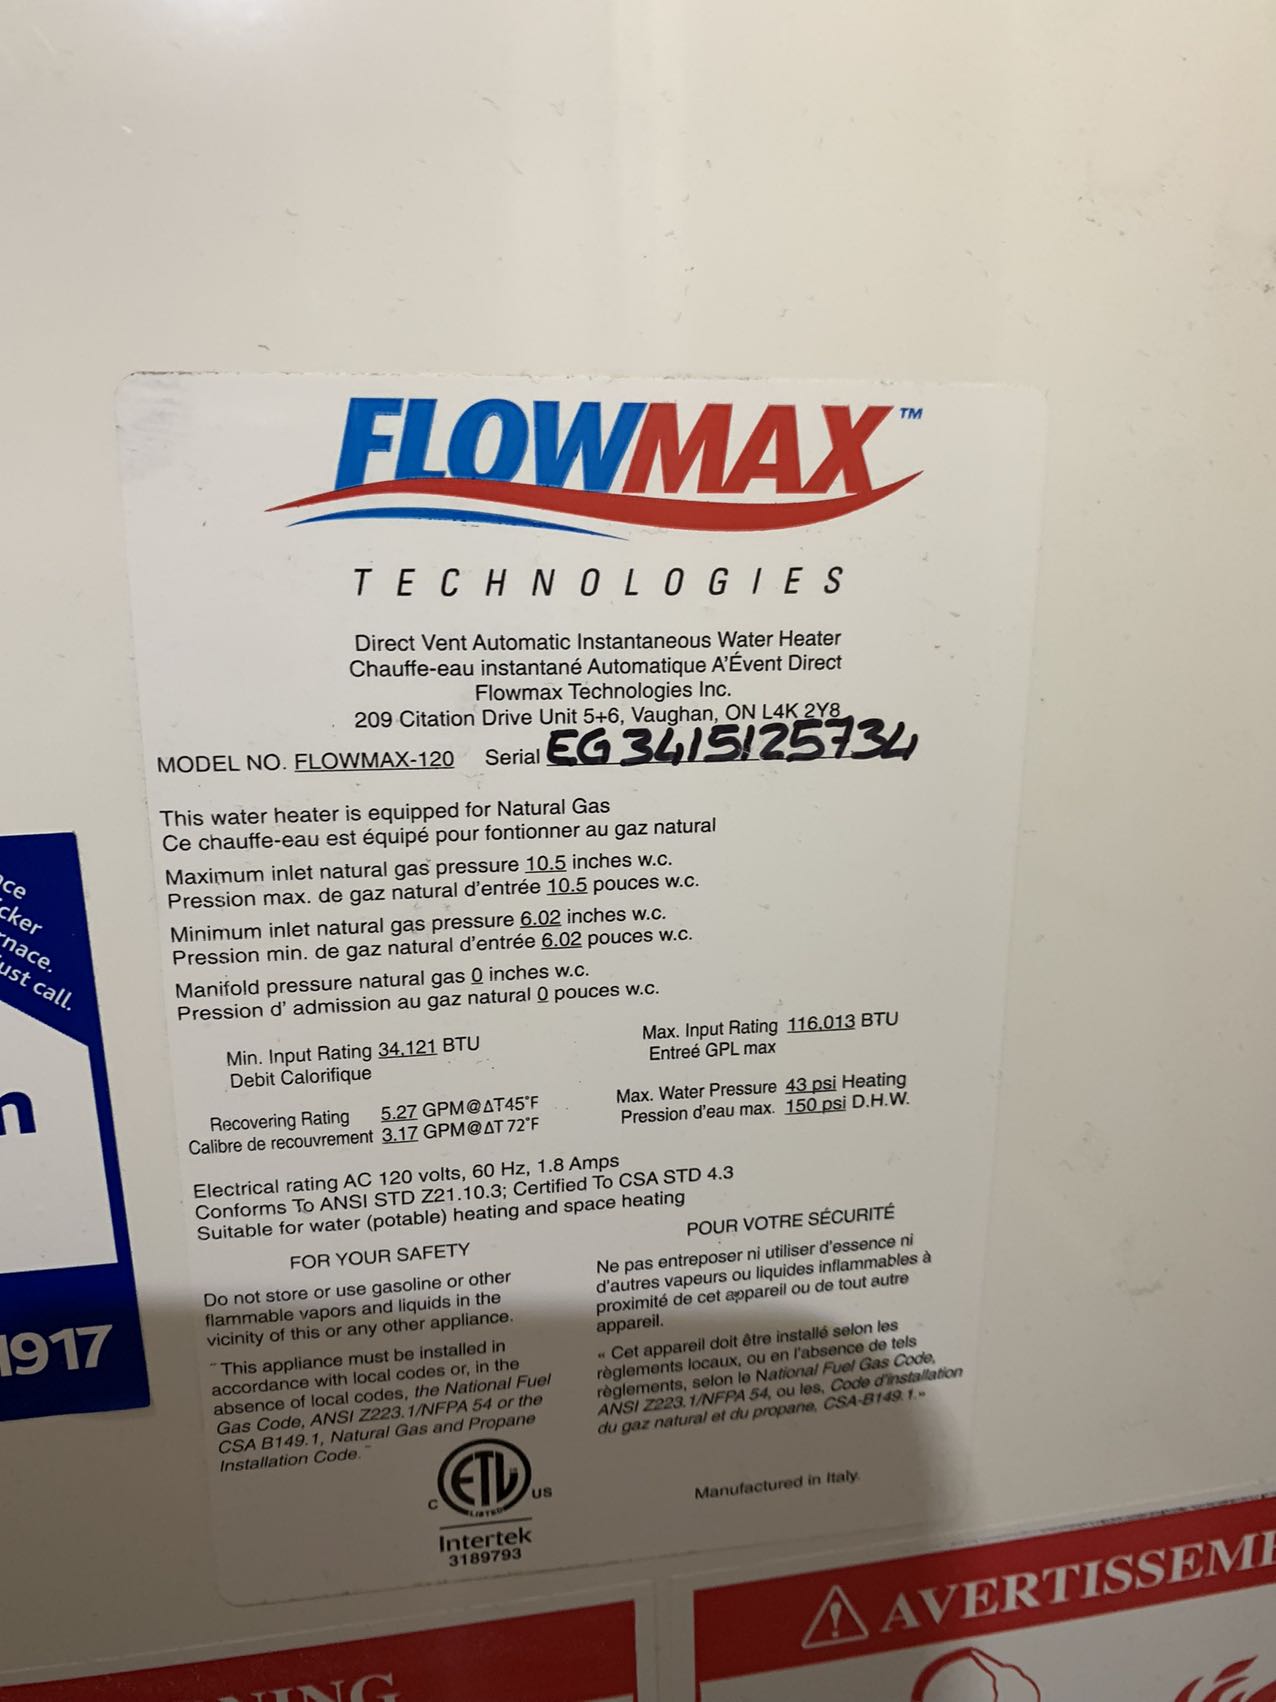 FLOWMAX™
TECHNOLOGIES
Direct Vent Automatic Instantaneous Water Heater
Chauffe-eau instantané Automatique A'Évent Direct
Flowmax Technologies Inc.
209 Citation Drive Unit 5+6, Vaughan, ON L4K 2Y8
MODEL NO. FLOWMAX-120 Serial EG3415125734
This water heater is equipped for Natural Gas
Ce chauffe-eau est équipé pour fontionner au gaz natural
Maximum inlet natural gas pressure 10.5 inches w.c.
Pression max. de gaz natural d'entrée 10.5 pouces w.c.
Minimum inlet natural gas pressure 6.02 inches w.c.
Pression min. de gaz natural d'entrée 6.02 pouces w.c.
Manifold pressure natural gas 0 inches w.c.
Pression d' admission au gaz natural 0 pouces w.c.
Min. Input Rating 34,121 BTU
Debit Calorifique
Max. Input Rating 116,013 BTU
Entreé GPL max
Recovering Rating 5.27 GPM@ΔT45°F
Calibre de recouvrement 3.17 GPM@ΔT 72°F
Max. Water Pressure 43 psi Heating
Pression d'eau max. 150 psi D.H.W.
Electrical rating AC 120 volts, 60 Hz, 1.8 Amps
Conforms To ANSI STD Z21.10.3; Certified To CSA STD 4.3
Suitable for water (potable) heating and space heating
FOR YOUR SAFETY
Do not store or use gasoline or other
flammable vapors and liquids in the
vicinity of this or any other appliance.
"This appliance must be installed in
accordance with local codes or, in the
absence of local codes, the National Fuel
Gas Code, ANSI Z223.1/NFPA 54 or the
CSA B149.1, Natural Gas and Propane
Installation Code."
POUR VOTRE SÉCURITÉ
Ne pas entreposer ni utiliser d'essence ni
d'autres vapeurs ou liquides inflammables à
proximité de cet appareil ou de tout autre
appareil.
« Cet appareil doit être installé selon les
règlements locaux, ou en l'absence de tels
règlements, selon le National Fuel Gas Code,
ANSI Z223.1/NFPA 54, ou les, Code d'installation
du gaz natural et du propane, CSA-B149.1.»
C ETL US
LISTED
Intertek
3189793
Manufactured in Italy.
cker
rnace.
ust call.
1917
AVERTISSEME
NING